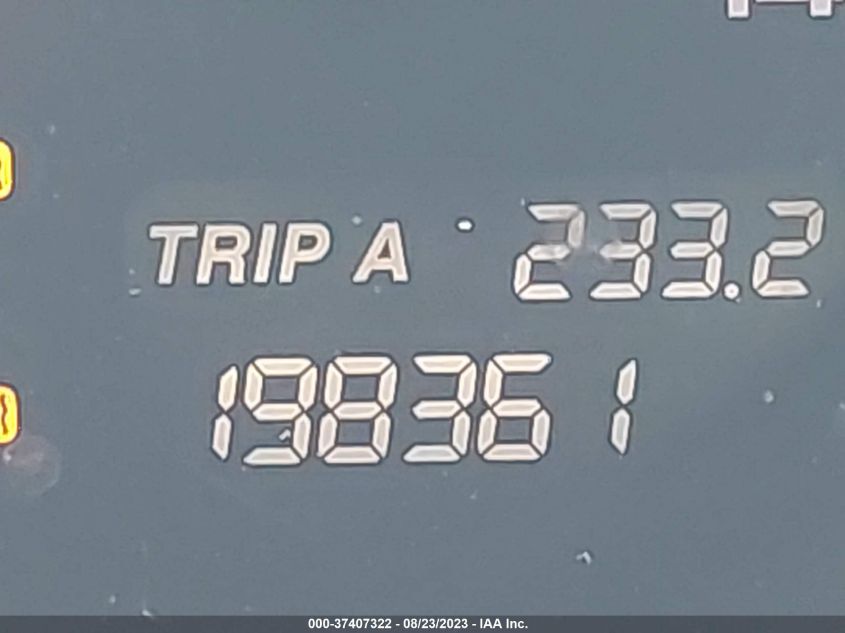 TRIP A 233.2
198361
000-37407322 - 08/23/2023 - IAA Inc.